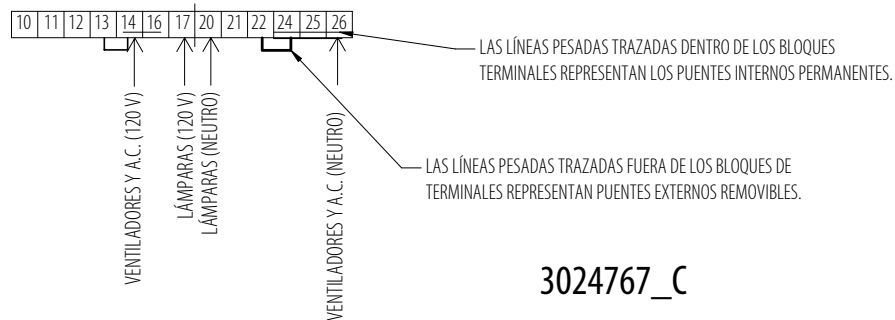 10 11 12 13 14 16 17 20 21 22 24 25 26
LAS LÍNEAS PESADAS TRAZADAS DENTRO DE LOS BLOQUES
TERMINALES REPRESENTAN LOS PUENTES INTERNOS PERMANENTES.
VENTILADORES Y A.C. (120 V)
LÁMPARAS (120 V)
LÁMPARAS (NEUTRO)
VENTILADORES Y A.C. (NEUTRO)
LAS LÍNEAS PESADAS TRAZADAS FUERA DE LOS BLOQUES DE
TERMINALES REPRESENTAN PUENTES EXTERNOS REMOVIBLES.
3024767_C